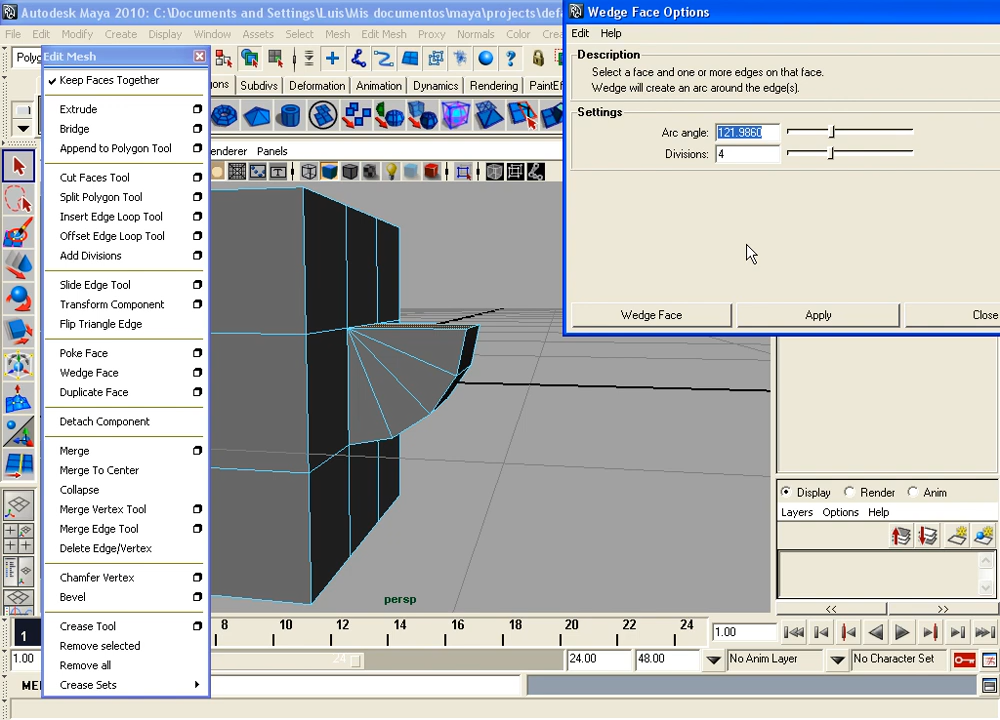 Autodesk Maya 2010: C:\Documents and Settings\Luis\Mis documentos\maya\projects\defa
File Edit Modify Create Display Window Assets Select Mesh Edit Mesh Proxy Normals Color Crea
Polyg
Edit Mesh
Keep Faces Together
Extrude
Bridge
Append to Polygon Tool
Cut Faces Tool
Split Polygon Tool
Insert Edge Loop Tool
Offset Edge Loop Tool
Add Divisions
Slide Edge Tool
Transform Component
Flip Triangle Edge
Poke Face
Wedge Face
Duplicate Face
Detach Component
Merge
Merge To Center
Collapse
Merge Vertex Tool
Merge Edge Tool
Delete Edge/Vertex
Chamfer Vertex
Bevel
Crease Tool
Remove selected
Remove all
Crease Sets
ons Subdivs Deformation Animation Dynamics Rendering PaintEf
enderer Panels
Wedge Face Options
Edit Help
Description
Select a face and one or more edges on that face.
Wedge will create an arc around the edge(s).
Settings
Arc angle: 121.9860
Divisions: 4
Wedge Face Apply Close
Display Render Anim
Layers Options Help
<< >>
persp
1 8 10 12 14 16 18 20 22 24 1.00
1.00 24 24.00 48.00 No Anim Layer No Character Set
MEL